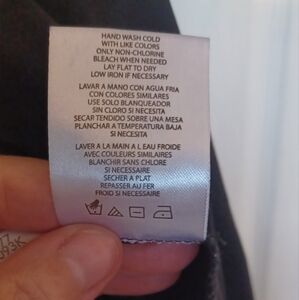 HAND WASH COLD
WITH LIKE COLORS
ONLY NON-CHLORINE
BLEACH WHEN NEEDED
LAY FLAT TO DRY
LOW IRON IF NECESSARY
LAVAR A MANO CON AGUA FRIA
CON COLORES SIMILARES
USE SOLO BLANQUEADOR
SIN CLORO SI NECESITA
SECAR TENDIDO SOBRE UNA MESA
PLANCHAR A TEMPERATURA BAJA
SI NECESITA
LAVER A LA MAIN A L EAU FROIDE
AVEC COULEURS SIMILAIRES
BLANCHIR SANS CHLORE
SI NECESSAIRE
SECHER A PLAT
REPASSER AU FER
FROID SI NECESSAIRE
093K